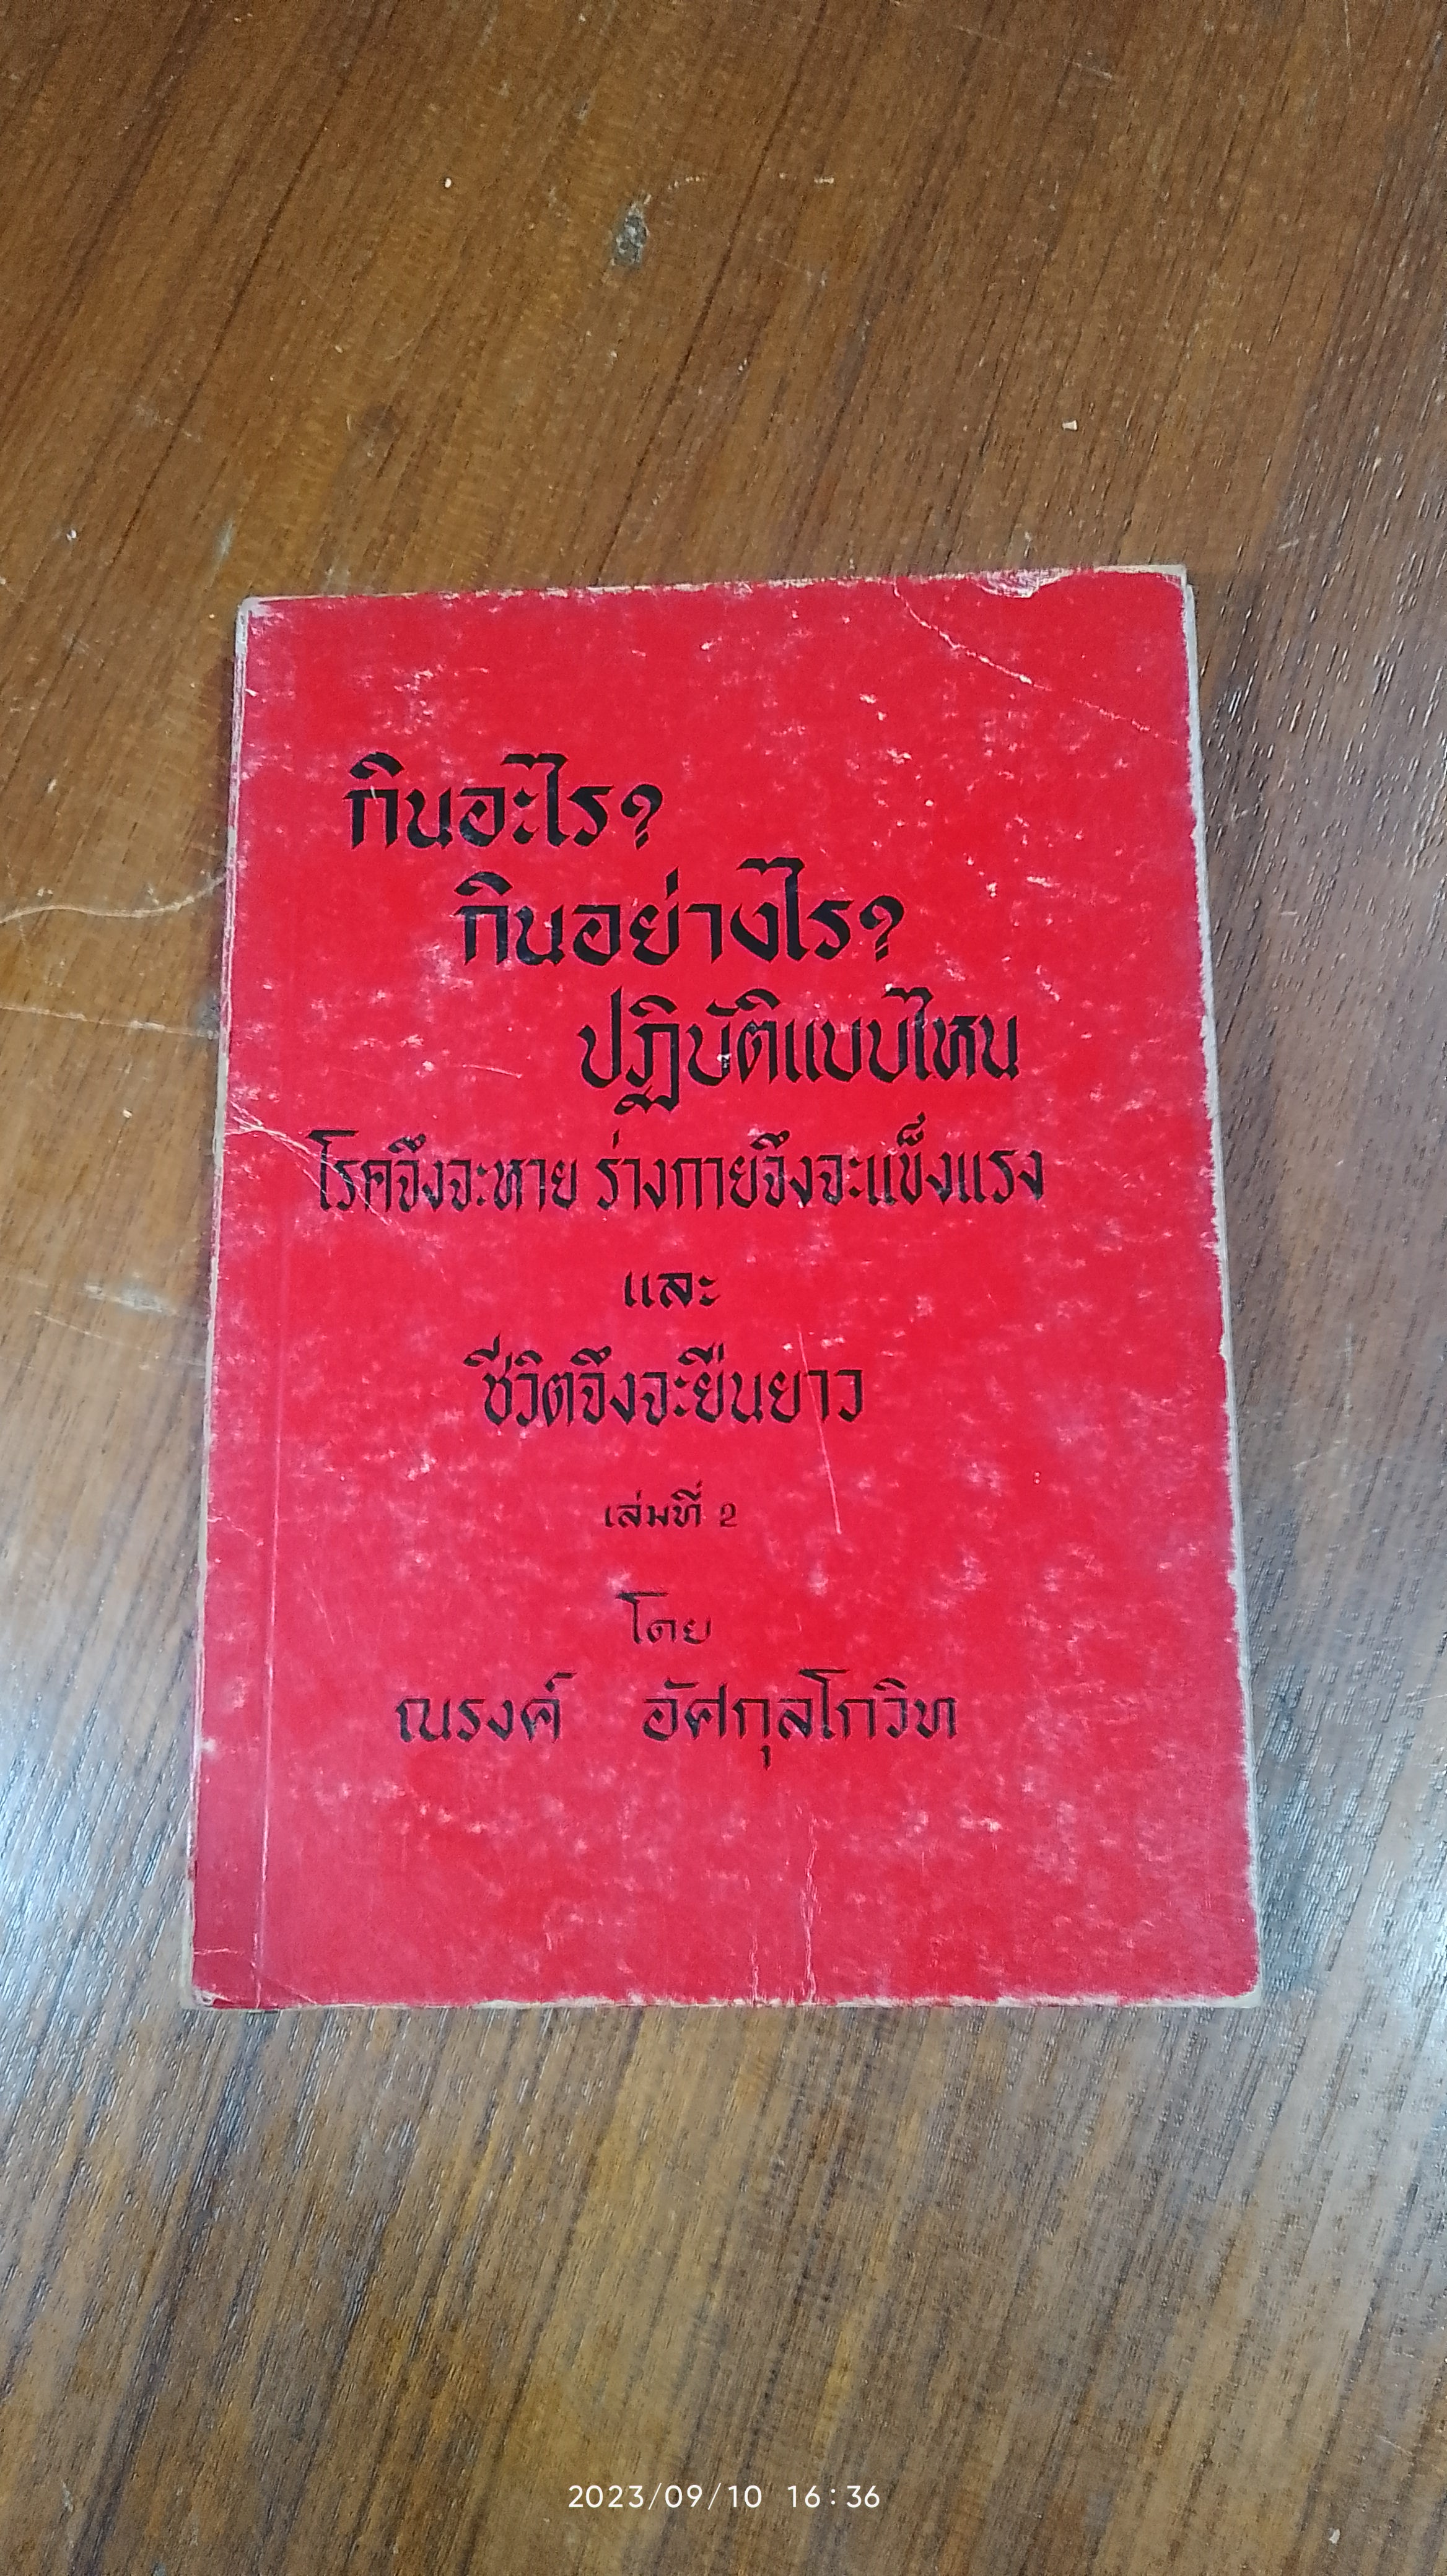 กินอะไร?
กินอย่างไร?
ปฏิบัติแบบไหน
โรคจึงจะหาย ร่างกายจึงจะแข็งแรง
และ
ชีวิตจึงจะยืนยาว
เล่มที่ 2
โดย
ณรงค์ อัศกุลโกวิท
2023/09/10 16:36